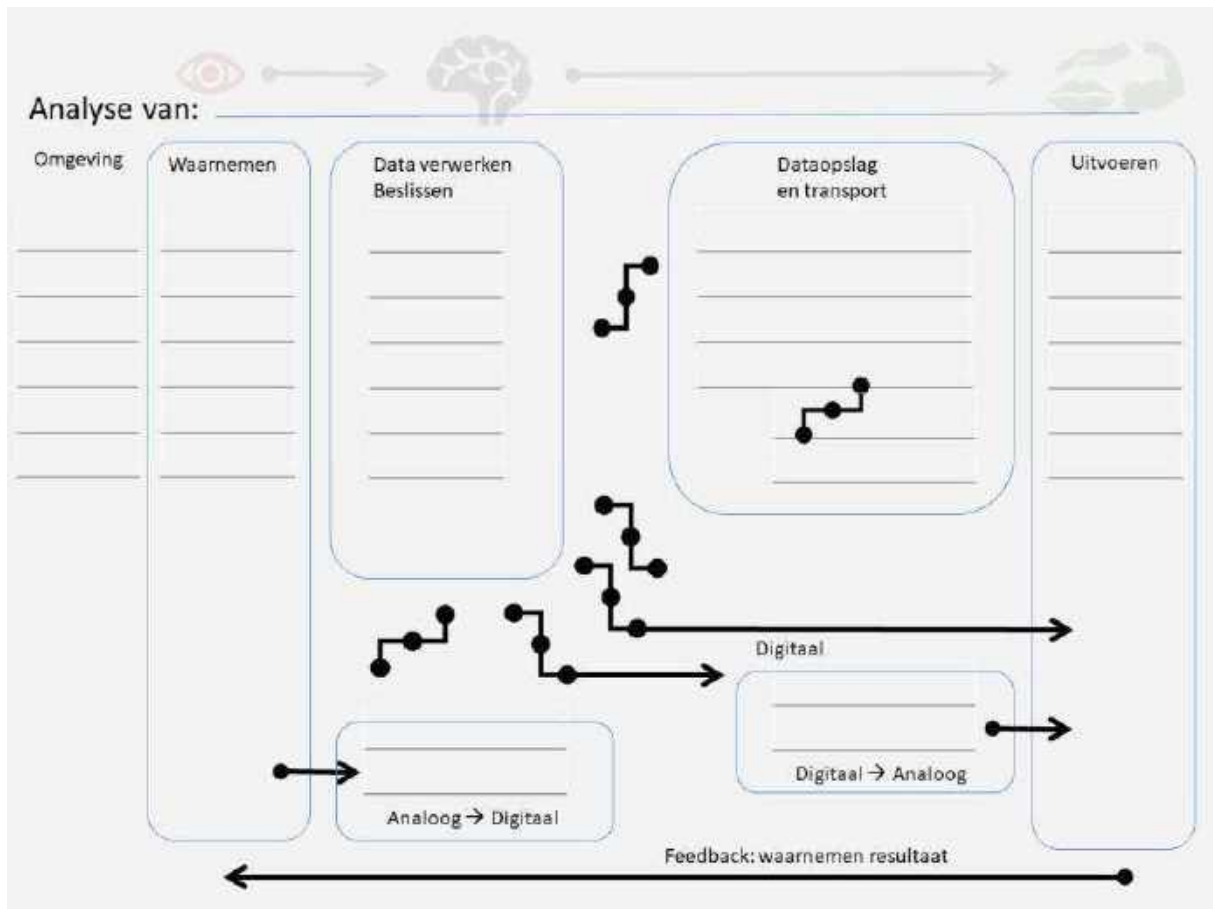 Analyse van:
Omgeving
Waarnemen
Data verwerken
Beslissen
Dataopslag
en transport
Uitvoeren
Digitaal
Digitaal → Analoog
Analoog → Digitaal
Feedback: waarnemen resultaat